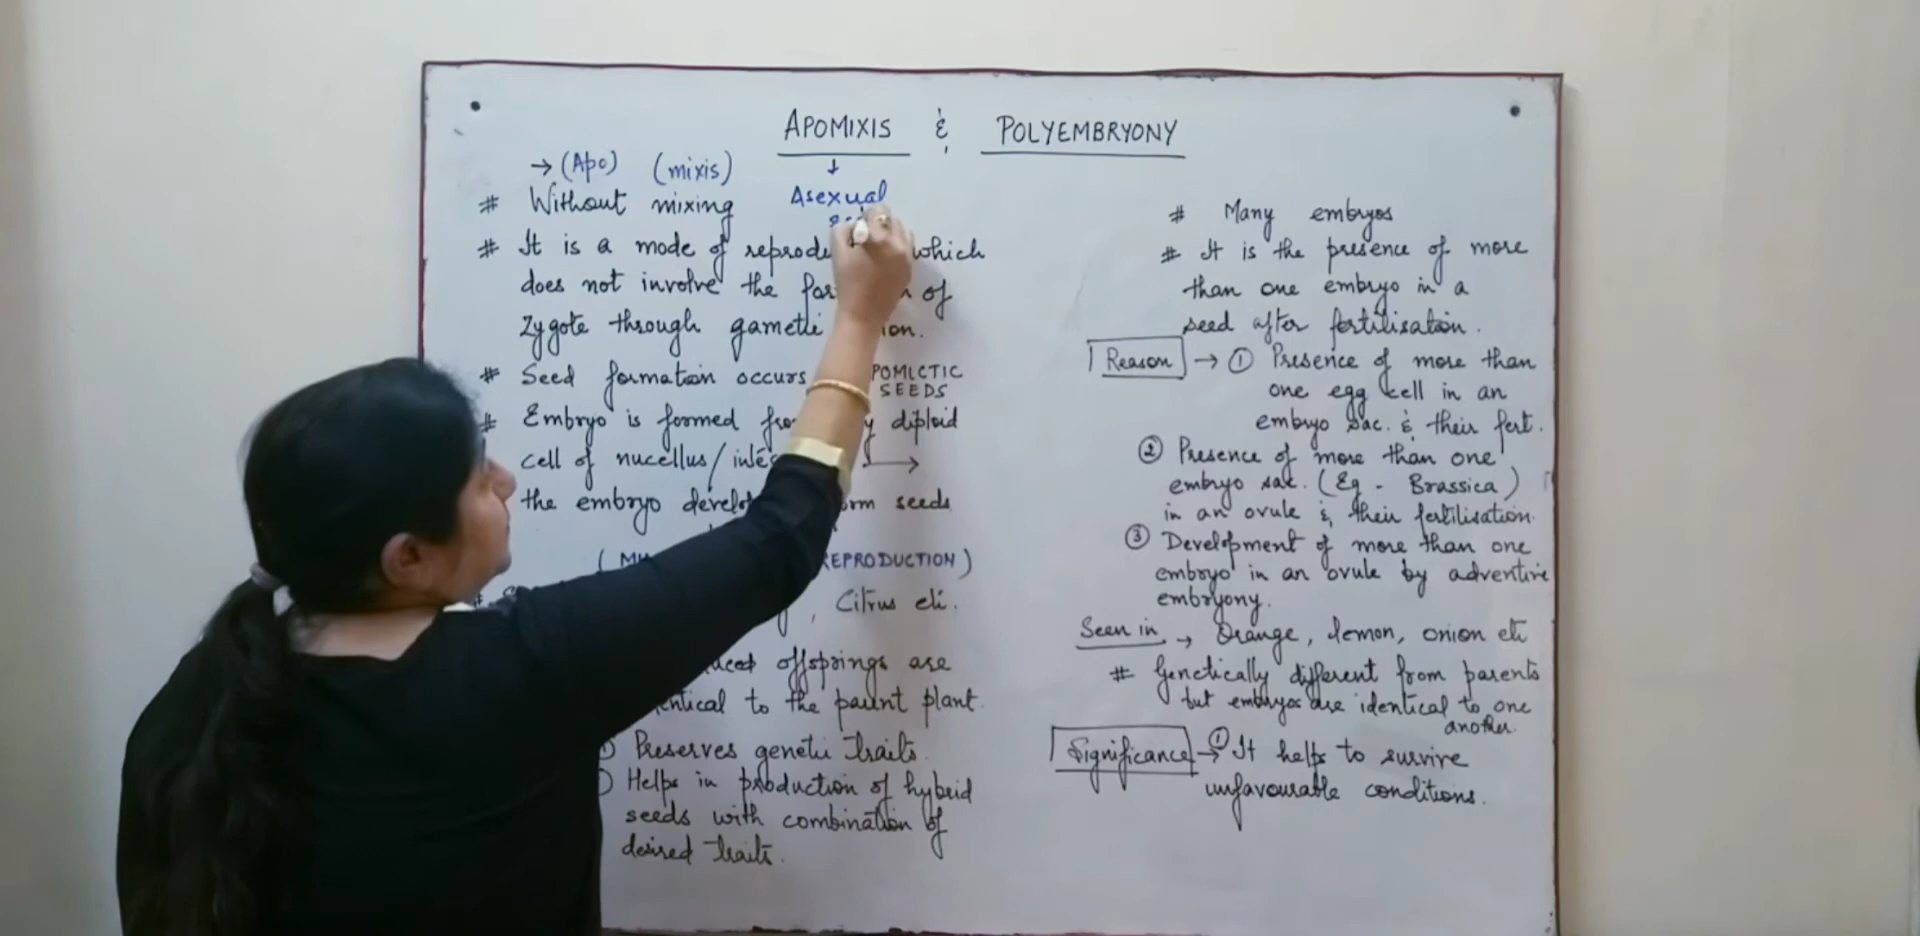 APOMIXIS & POLYEMBRYONY
→ (Apo) (mixis)
# Without mixing
Asexual
# It is a mode of which
does not involve the of
Zygote through gametic
# Seed formation occurs
SEEDS
# Embryo is formed diploid
cell of nucellus/
the embryo seeds
REPRODUCTION)
, Citrus etc.
offsprings are
to the parent plant.
Preserves genetic traits.
Helps in production of hybrid
seeds with combination of
desired traits.
# Many embryos
# It is the presence of more
than one embryo in a
seed after fertilisation.
Reason → ① Presence of more than
one egg cell in an
embryo sac. & their fert.
② Presence of more than one
embryo sac. (Eg - Brassica)
in an ovule & their fertilisation.
③ Development of more than one
embryo in an ovule by adventive
embryony.
Seen in → Orange, lemon, onion etc
# Genetically different from parents
but embryos are identical to one
another.
Significance → ① It helps to survive
unfavourable conditions.